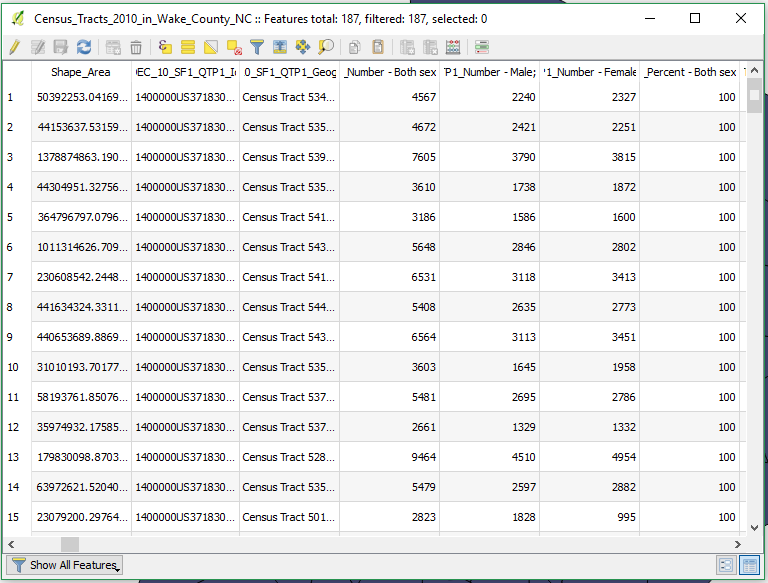 Census_Tracts_2010_in_Wake_County_NC :: Features total: 187, filtered: 187, selected: 0
Shape_Area EC_10_SF1_QTP1_I 0_SF1_QTP1_Geog _Number - Both sex P1_Number - Male; 1_Number - Female _Percent - Both sex
1 50392253.04169... 1400000US371830... Census Tract 534... 4567 2240 2327 100
2 44153637.53159... 1400000US371830... Census Tract 535... 4672 2421 2251 100
3 1378874863.190... 1400000US371830... Census Tract 539... 7605 3790 3815 100
4 44304951.32756... 1400000US371830... Census Tract 535... 3610 1738 1872 100
5 364796797.0796... 1400000US371830... Census Tract 541... 3186 1586 1600 100
6 1011314626.709... 1400000US371830... Census Tract 543... 5648 2846 2802 100
7 230608542.2448... 1400000US371830... Census Tract 541... 6531 3118 3413 100
8 441634324.3311... 1400000US371830... Census Tract 544... 5408 2635 2773 100
9 440653689.8869... 1400000US371830... Census Tract 543... 6564 3113 3451 100
10 31010193.70177... 1400000US371830... Census Tract 535... 3603 1645 1958 100
11 58193761.85076... 1400000US371830... Census Tract 537... 5481 2695 2786 100
12 35974932.17585... 1400000US371830... Census Tract 537... 2661 1329 1332 100
13 179830098.8703... 1400000US371830... Census Tract 528... 9464 4510 4954 100
14 63972621.52040... 1400000US371830... Census Tract 535... 5479 2597 2882 100
15 23079200.29764... 1400000US371830... Census Tract 501... 2823 1828 995 100
Show All Features